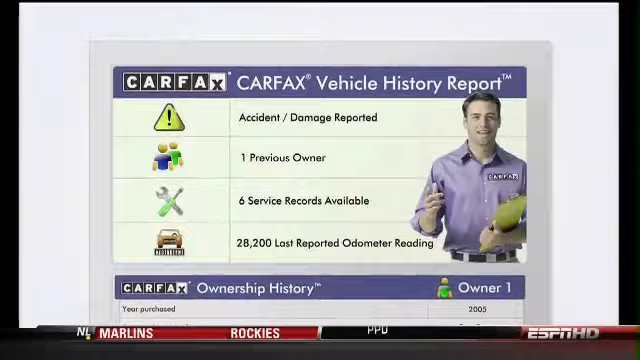 CARFAX CARFAX® Vehicle History Report™
Accident / Damage Reported
1 Previous Owner
CARFAX
6 Service Records Available
28,200 Last Reported Odometer Reading
CARFAX Ownership History™ Owner 1
Year purchased 2005
NL MARLINS ROCKIES PPD ESPNHD